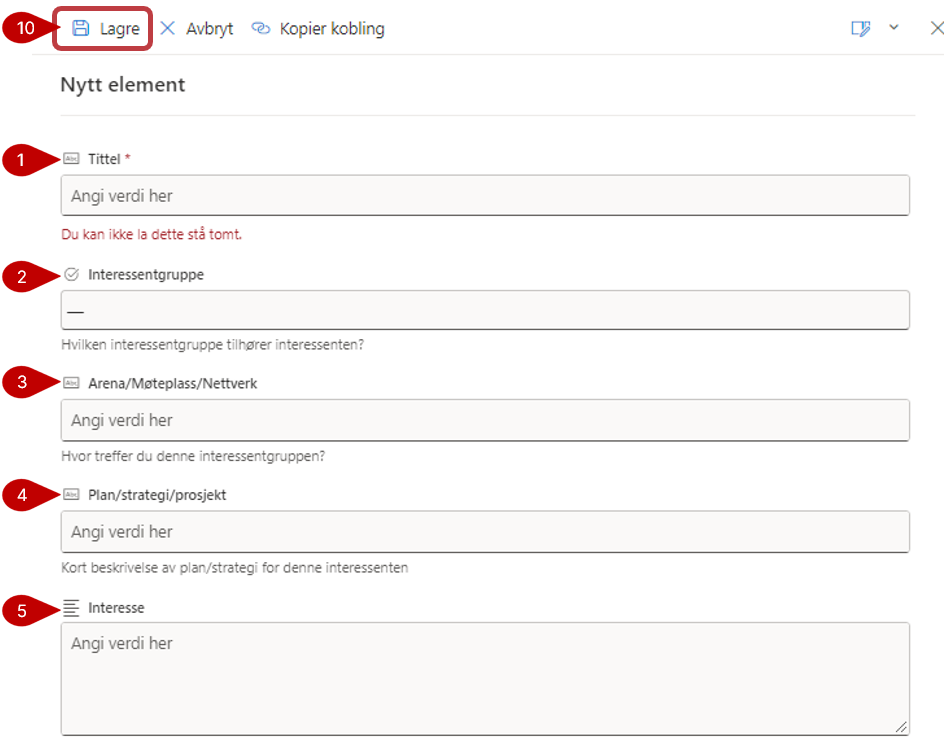 10 Lagre Avbryt Kopier kobling
Nytt element
1 Abc Tittel *
Angi verdi her
Du kan ikke la dette stå tomt.
2 Interessentgruppe
—
Hvilken interessentgruppe tilhører interessenten?
3 Abc Arena/Møteplass/Nettverk
Angi verdi her
Hvor treffer du denne interessentgruppen?
4 Abc Plan/strategi/prosjekt
Angi verdi her
Kort beskrivelse av plan/strategi for denne interessenten
5 Interesse
Angi verdi her